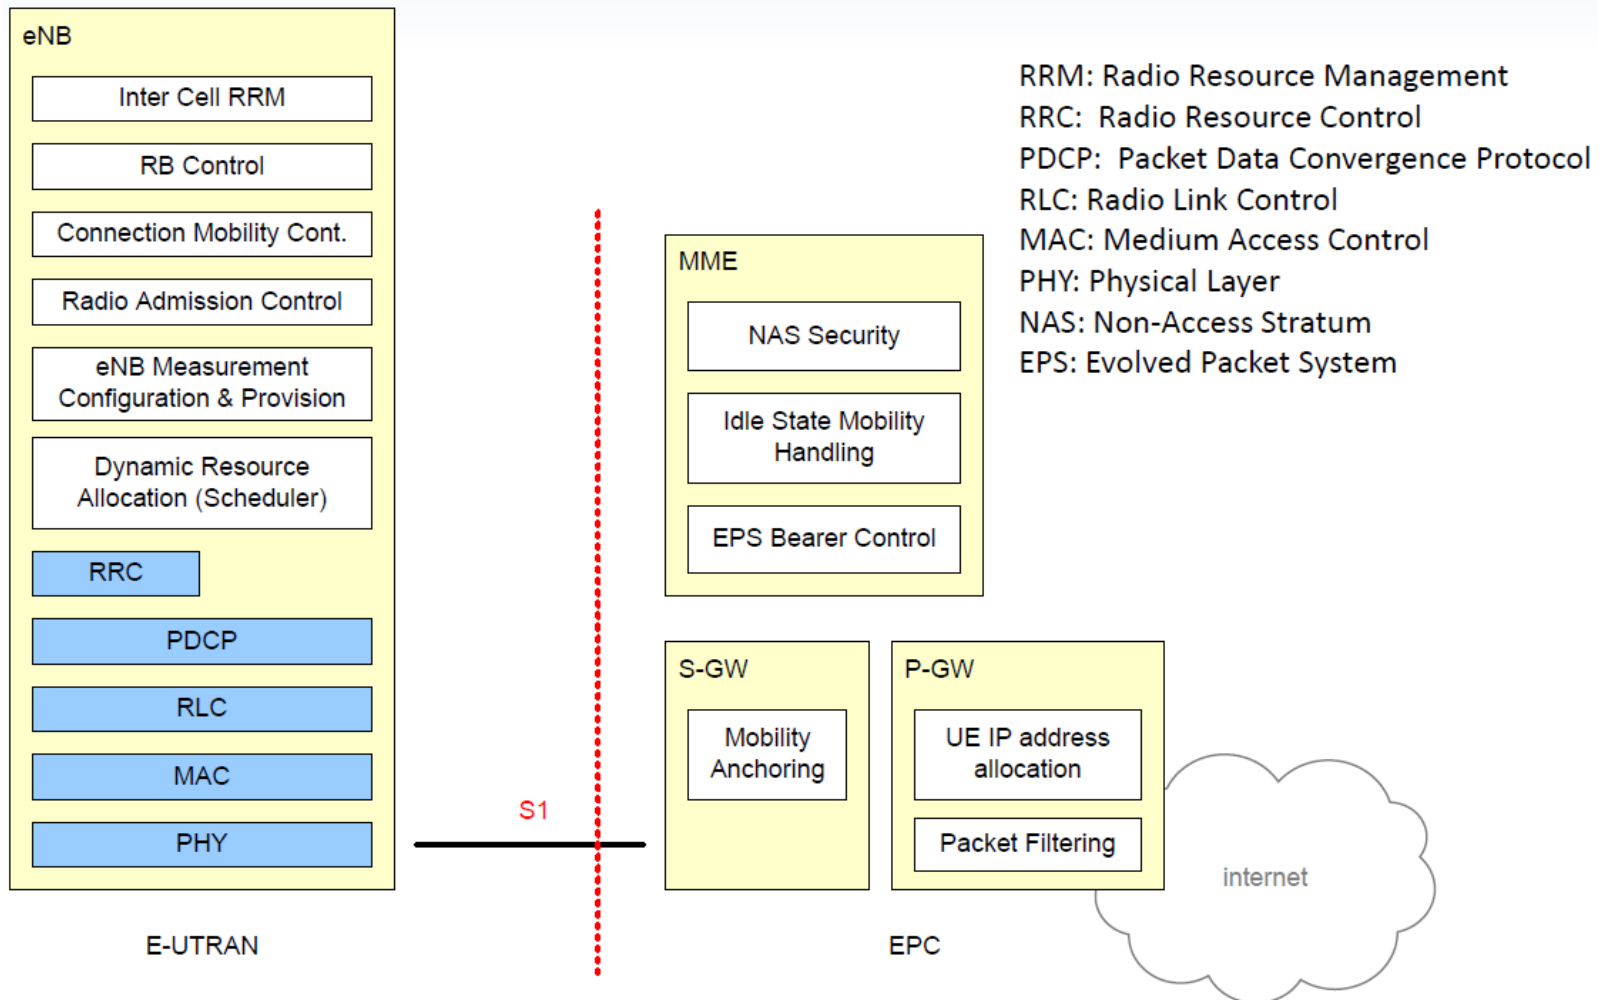 eNB
Inter Cell RRM
RB Control
Connection Mobility Cont.
Radio Admission Control
eNB Measurement
Configuration & Provision
Dynamic Resource
Allocation (Scheduler)
RRC
PDCP
RLC
MAC
PHY
E-UTRAN
S1
MME
NAS Security
Idle State Mobility
Handling
EPS Bearer Control
S-GW
Mobility
Anchoring
P-GW
UE IP address
allocation
Packet Filtering
internet
EPC
RRM: Radio Resource Management
RRC:  Radio Resource Control
PDCP:  Packet Data Convergence Protocol
RLC: Radio Link Control
MAC: Medium Access Control
PHY: Physical Layer
NAS: Non-Access Stratum
EPS: Evolved Packet System